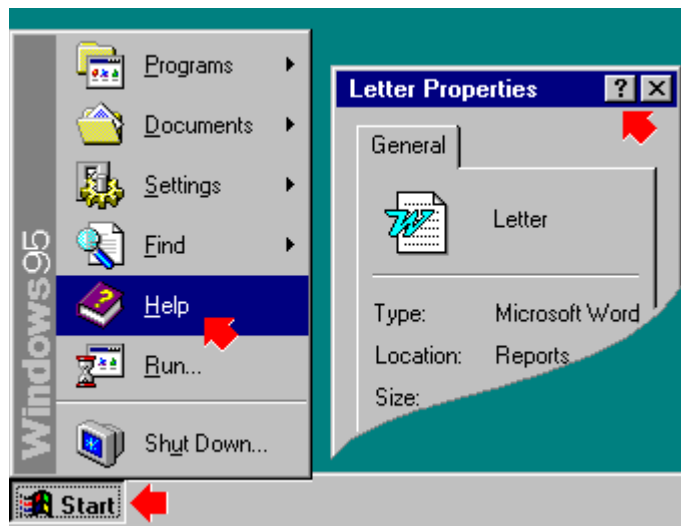 Programs
Documents
Settings
Find
Help
Run...
Shut Down...
Windows95
Start
Letter Properties
General
Letter
Type: Microsoft Word
Location: Reports
Size: